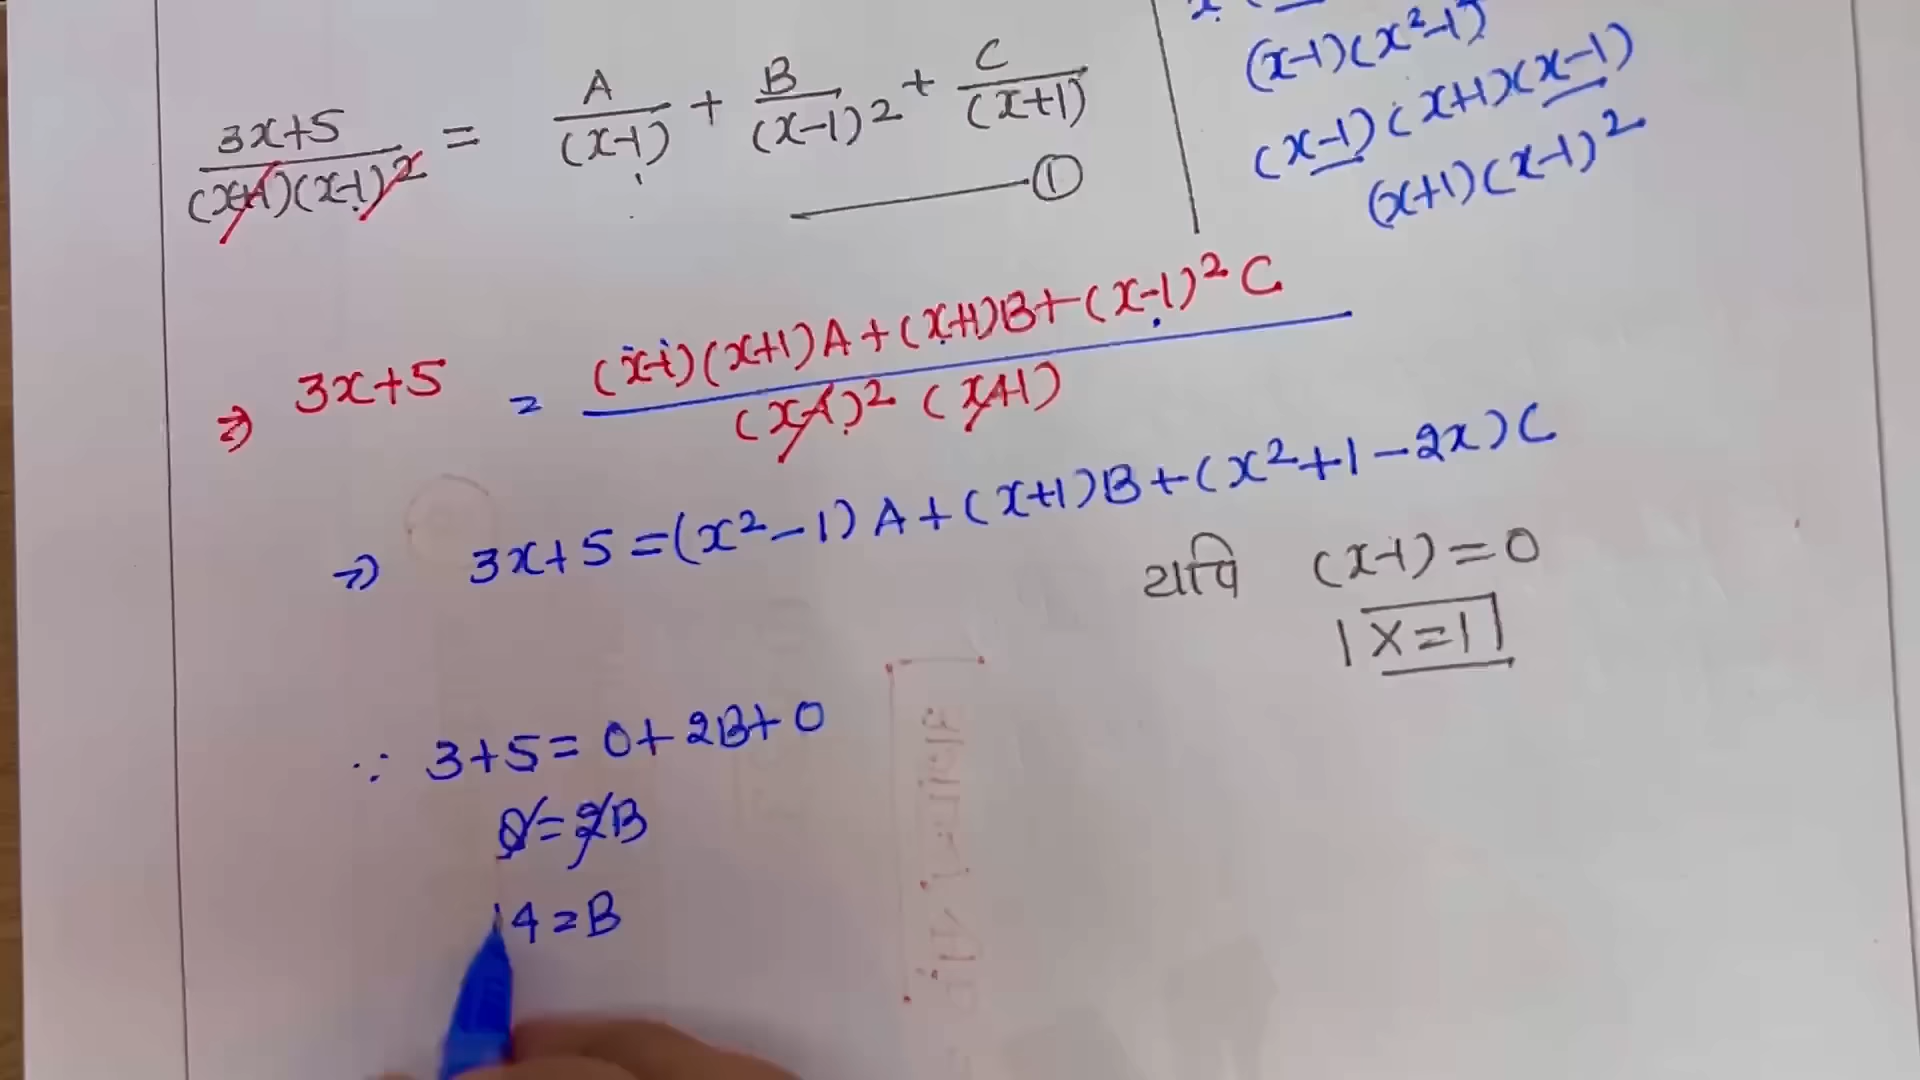 3x+5 / (x+1)(x-1)² = A/(x-1) + B/(x-1)² + C/(x+1)
①
(x-1)(x²-1)
(x-1)(x+1)(x-1)
(x+1)(x-1)²
⇒ 3x+5 = (x-1)(x+1)A+(x+1)B+(x-1)²C / (x-1)²(x+1)
⇒ 3x+5=(x²-1)A+(x+1)B+(x²+1-2x)C
यापि (x-1)=0
x=1
∵ 3+5=0+2B+0
8=2B
4=B